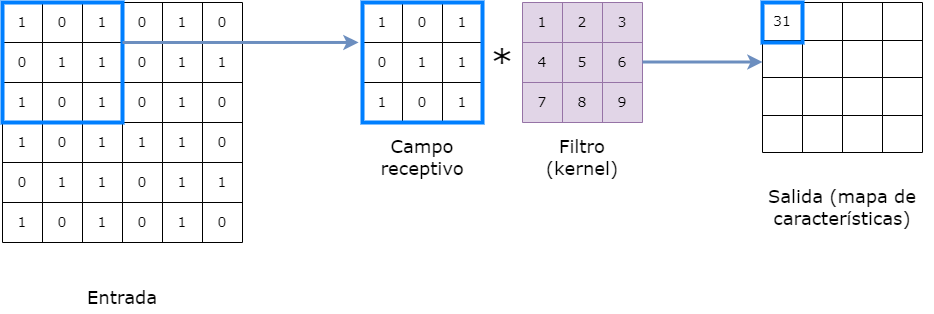 1 0 1 0 1 0
0 1 1 0 1 1
1 0 1 0 1 0
1 0 1 1 1 0
0 1 1 0 1 1
1 0 1 0 1 0
Entrada
1 0 1
0 1 1
1 0 1
Campo
receptivo
*
1 2 3
4 5 6
7 8 9
Filtro
(kernel)
31
Salida (mapa de
características)